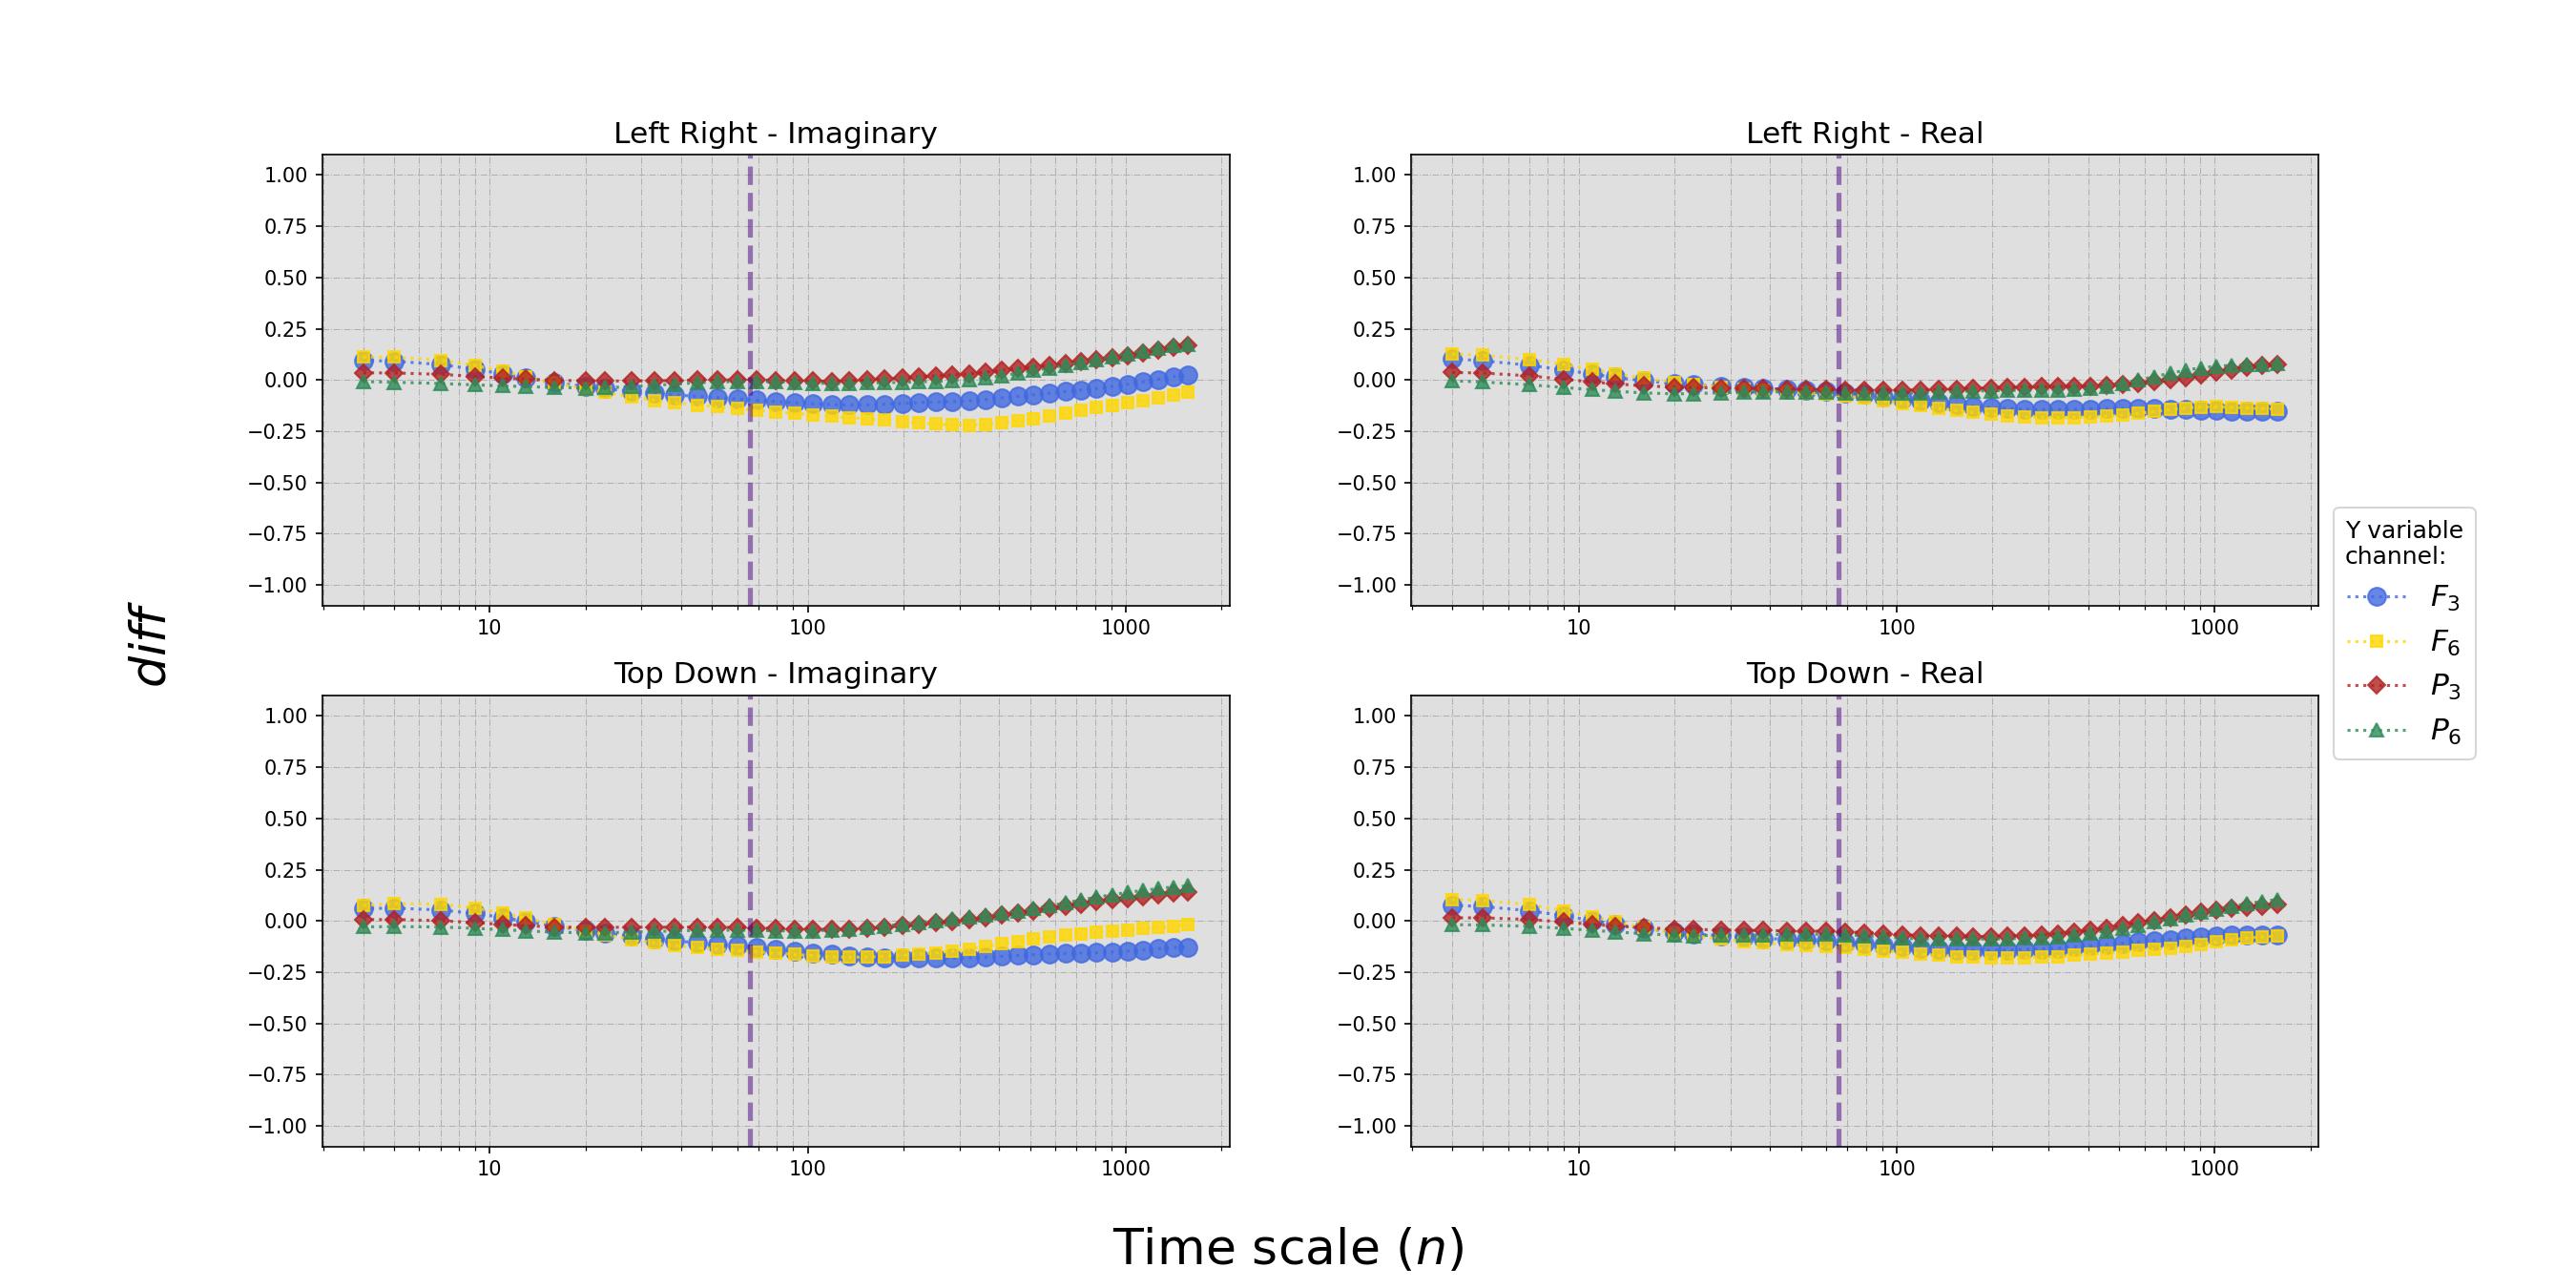 Left Right - Imaginary
1.00
0.75
0.50
0.25
0.00
−0.25
−0.50
−0.75
−1.00
10 100 1000
Left Right - Real
1.00
0.75
0.50
0.25
0.00
−0.25
−0.50
−0.75
−1.00
10 100 1000
Top Down - Imaginary
1.00
0.75
0.50
0.25
0.00
−0.25
−0.50
−0.75
−1.00
10 100 1000
Top Down - Real
1.00
0.75
0.50
0.25
0.00
−0.25
−0.50
−0.75
−1.00
10 100 1000
diff
Time scale (n)
Y variable
channel:
F3
F6
P3
P6